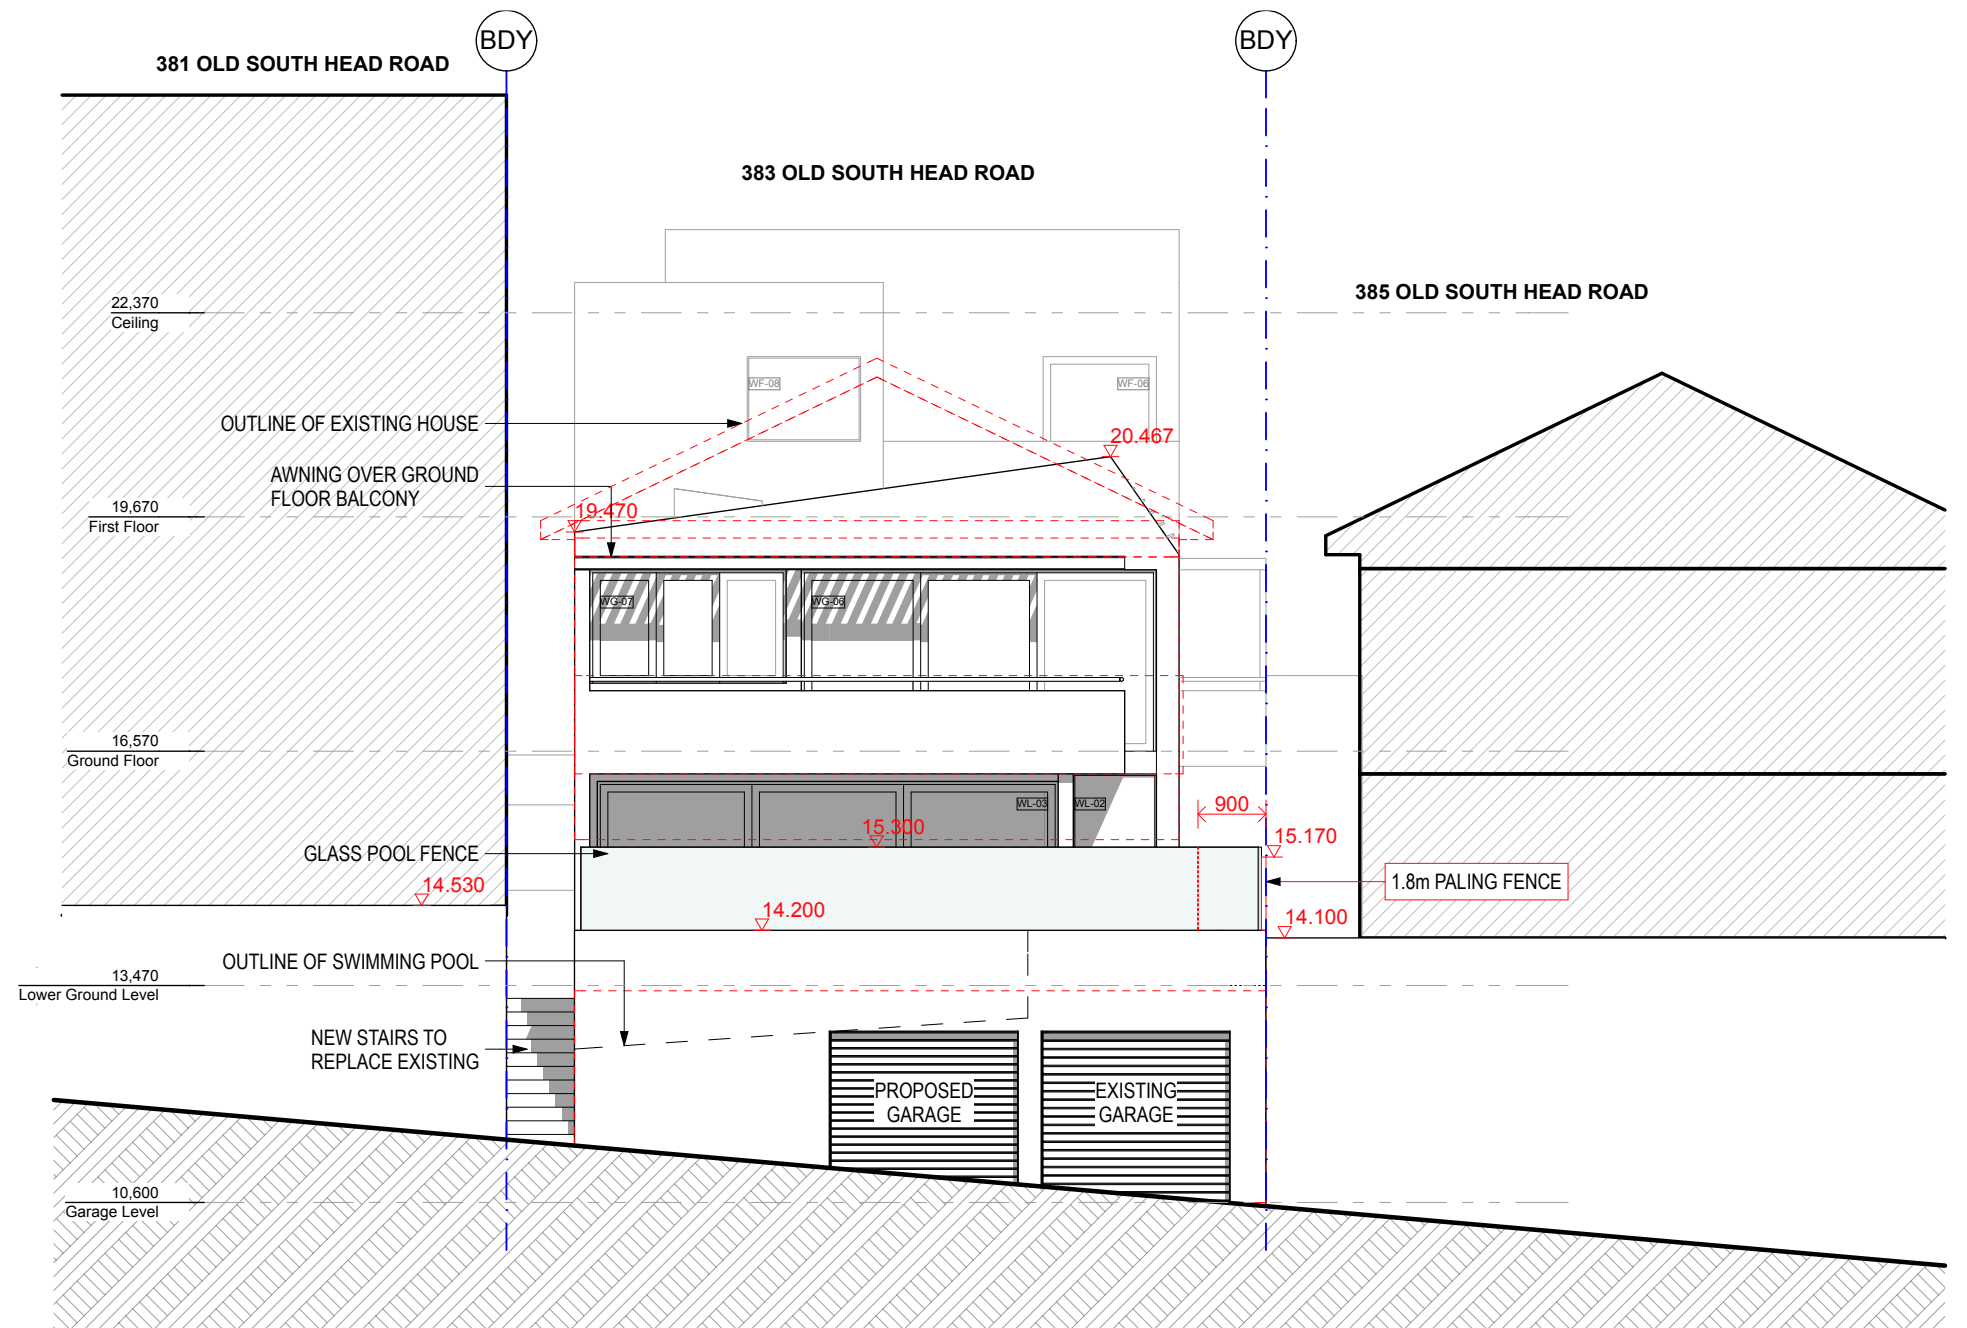 BDY
BDY
381 OLD SOUTH HEAD ROAD
383 OLD SOUTH HEAD ROAD
385 OLD SOUTH HEAD ROAD
22,370
Ceiling
WF-08
WF-06
OUTLINE OF EXISTING HOUSE
20.467
AWNING OVER GROUND
FLOOR BALCONY
19,670
First Floor
19.470
WG-07
WG-06
16,570
Ground Floor
WL-03
WL-02
900
15.300
15.170
GLASS POOL FENCE
14.530
1.8m PALING FENCE
14.200
14.100
OUTLINE OF SWIMMING POOL
13,470
Lower Ground Level
NEW STAIRS TO
REPLACE EXISTING
PROPOSED
GARAGE
EXISTING
GARAGE
10,600
Garage Level